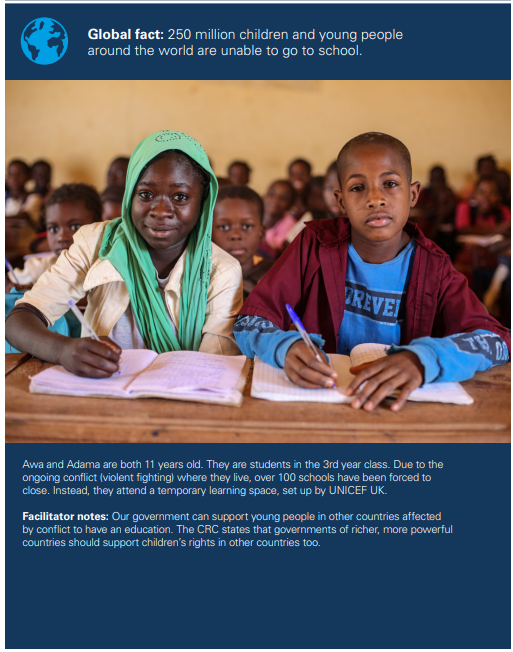 Global fact: 250 million children and young people
around the world are unable to go to school.
REVE
Awa and Adama are both 11 years old. They are students in the 3rd year class. Due to the
ongoing conflict (violent fighting) where they live, over 100 schools have been forced to
close. Instead, they attend a temporary learning space, set up by UNICEF UK.
Facilitator notes: Our government can support young people in other countries affected
by conflict to have an education. The CRC states that governments of richer, more powerful
countries should support children's rights in other countries too.